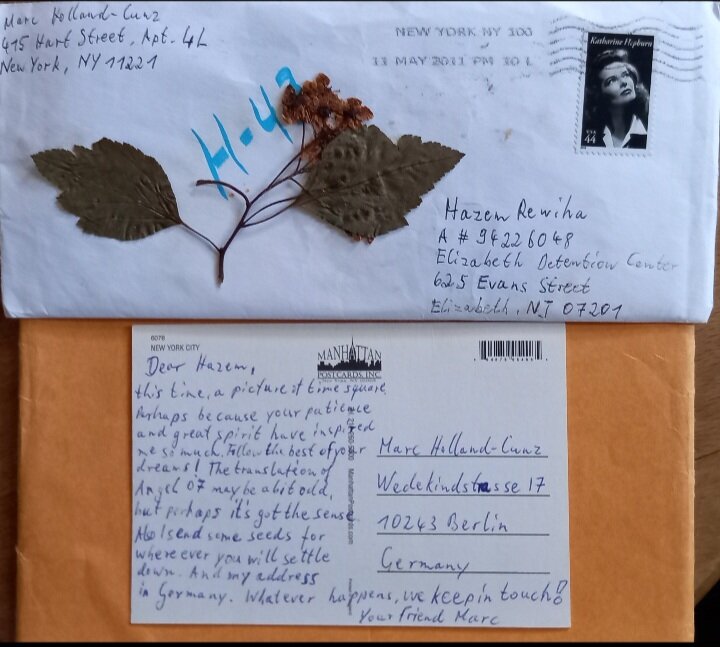 Marc Holland-Cunz
415 Hart Street, Apt. 4L
New York, NY 11221
NEW YORK NY 100
11 MAY 2011 PM 10 L
Katharine Hepburn
USA
44
H-4
Hazem Rewiha
A # 94226048
Elizabeth Detention Center
625 Evans Street
Elizabeth, NJ 07201
6078
NEW YORK CITY
MANHATTAN
POSTCARDS, INC.
Dear Hazem,
this time, a picture of time square.
Perhaps because your patience
and great spirit have inspired
me so much. Follow the best of your
dreams! The translation of
Angel 07 may be a bit odd,
but perhaps it's got the sense.
Also I send some seeds for
where ever you will settle
down. And my address
in Germany. Whatever happens, we keep in touch!
Your friend Marc
Marc Holland-Cunz
Wedekindstrasse 17
10243 Berlin
Germany